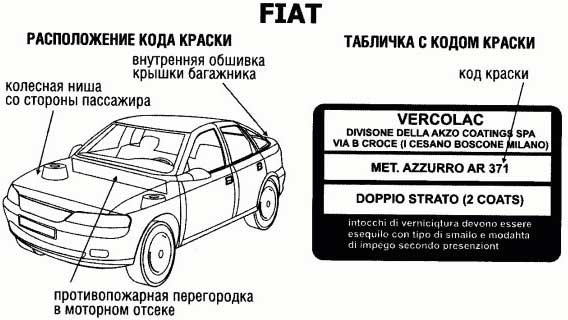 FIAT
РАСПОЛОЖЕНИЕ КОДА КРАСКИ
внутренняя обшивка
крышки багажника
колесная ниша
со стороны пассажира
противопожарная перегородка
в моторном отсеке
ТАБЛИЧКА С КОДОМ КРАСКИ
код краски
VERCOLAC
DIVISONE DELLA AKZO COATINGS SPA
VIA B CROCE (I CESANO BOSCONE MILANO)
MET. AZZURRO AR 371
DOPPIO STRATO (2 COATS)
intocchi di verniciqtura devono essere
esequilo con tipo di smailo e modahta
di impego secondo presenziont